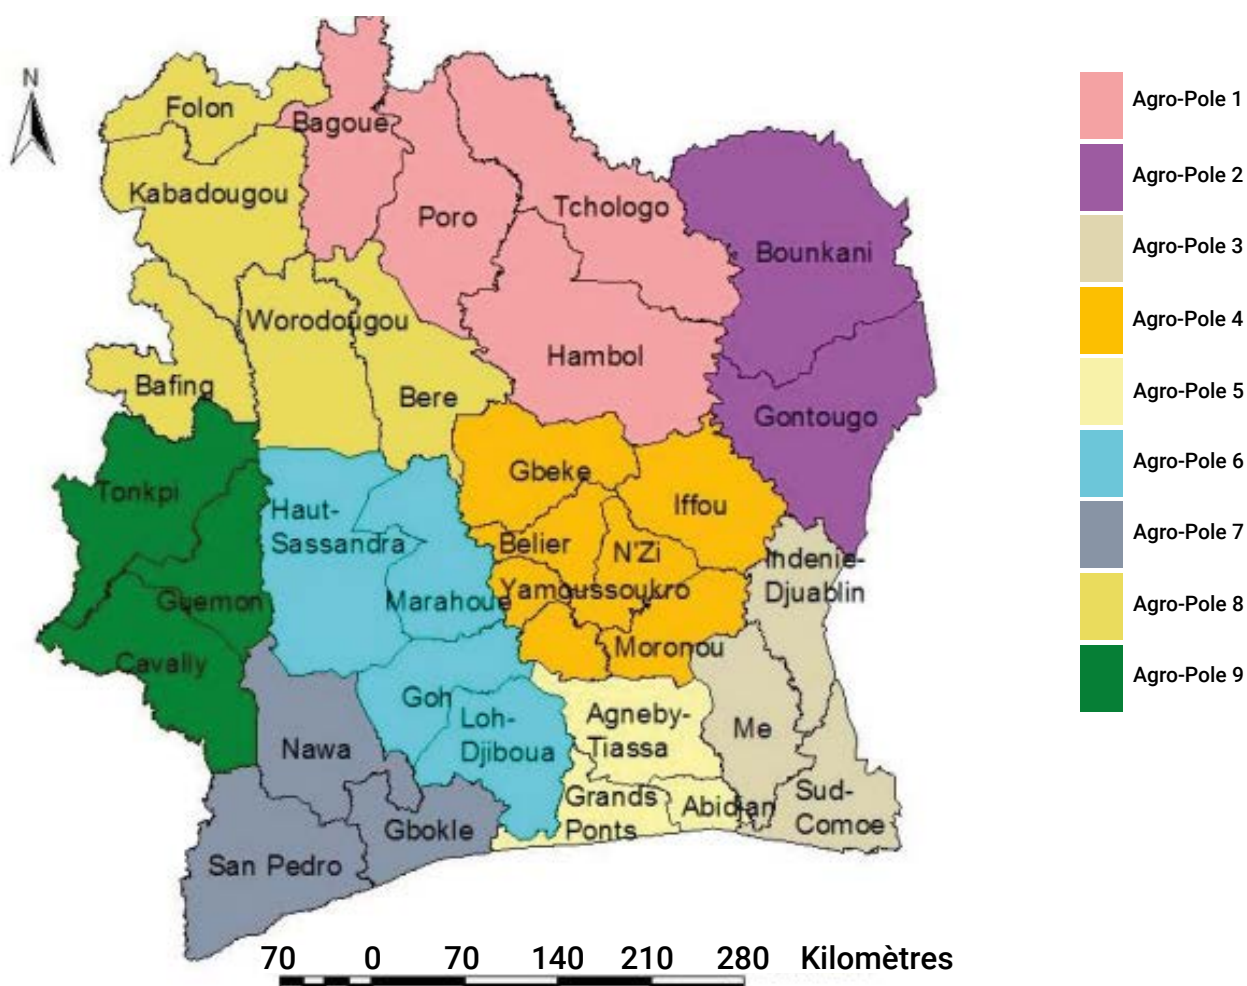 N
Folon
Bagoue
Kabadougou
Poro
Tchologo
Bounkani
Worodougou
Hambol
Bafing
Bere
Gontougo
Gbeke
Tonkpi
Iffou
Haut-
Sassandra
Belier
N'Zi
Indenie-
Djuablin
Guemon
Marahoue
Yamoussoukro
Cavally
Moronou
Goh
Loh-
Djiboua
Agneby-
Tiassa
Me
Nawa
Grands
Ponts
Abidjan
Sud-
Comoe
Gbokle
San Pedro
70 0 70 140 210 280 Kilomètres
Agro-Pole 1
Agro-Pole 2
Agro-Pole 3
Agro-Pole 4
Agro-Pole 5
Agro-Pole 6
Agro-Pole 7
Agro-Pole 8
Agro-Pole 9